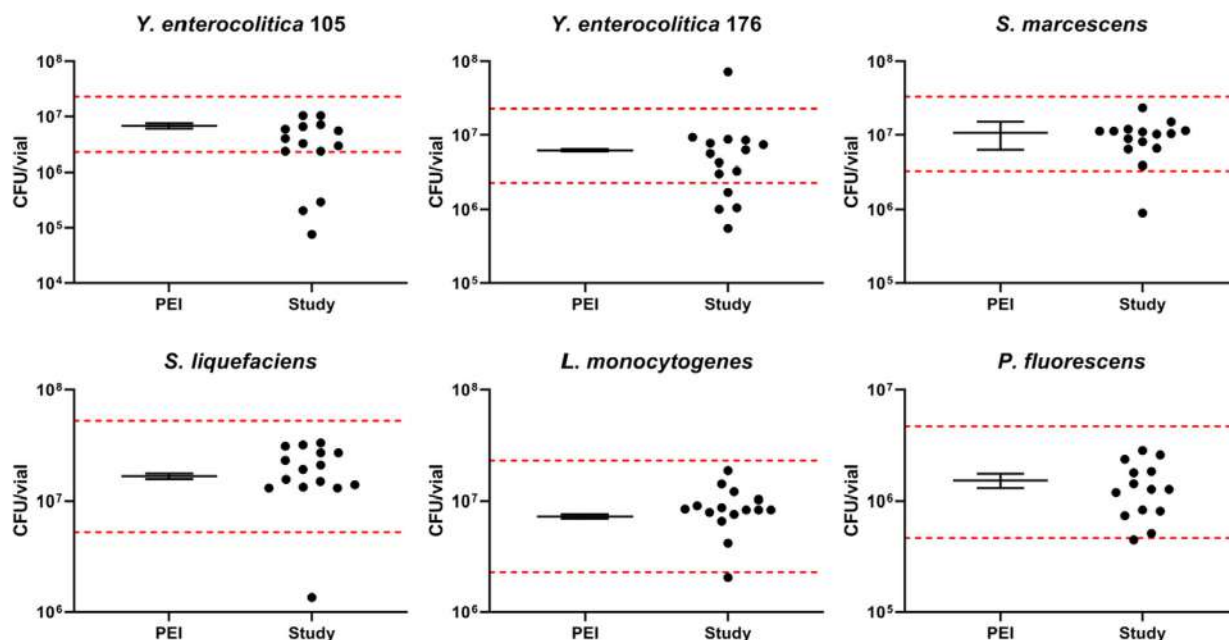 Y. enterocolitica 105
CFU/vial
10⁸
10⁷
10⁶
10⁵
10⁴
PEI
Study
Y. enterocolitica 176
CFU/vial
10⁸
10⁷
10⁶
10⁵
PEI
Study
S. marcescens
CFU/vial
10⁸
10⁷
10⁶
10⁵
PEI
Study
S. liquefaciens
CFU/vial
10⁸
10⁷
10⁶
PEI
Study
L. monocytogenes
CFU/vial
10⁸
10⁷
10⁶
PEI
Study
P. fluorescens
CFU/vial
10⁷
10⁶
10⁵
PEI
Study